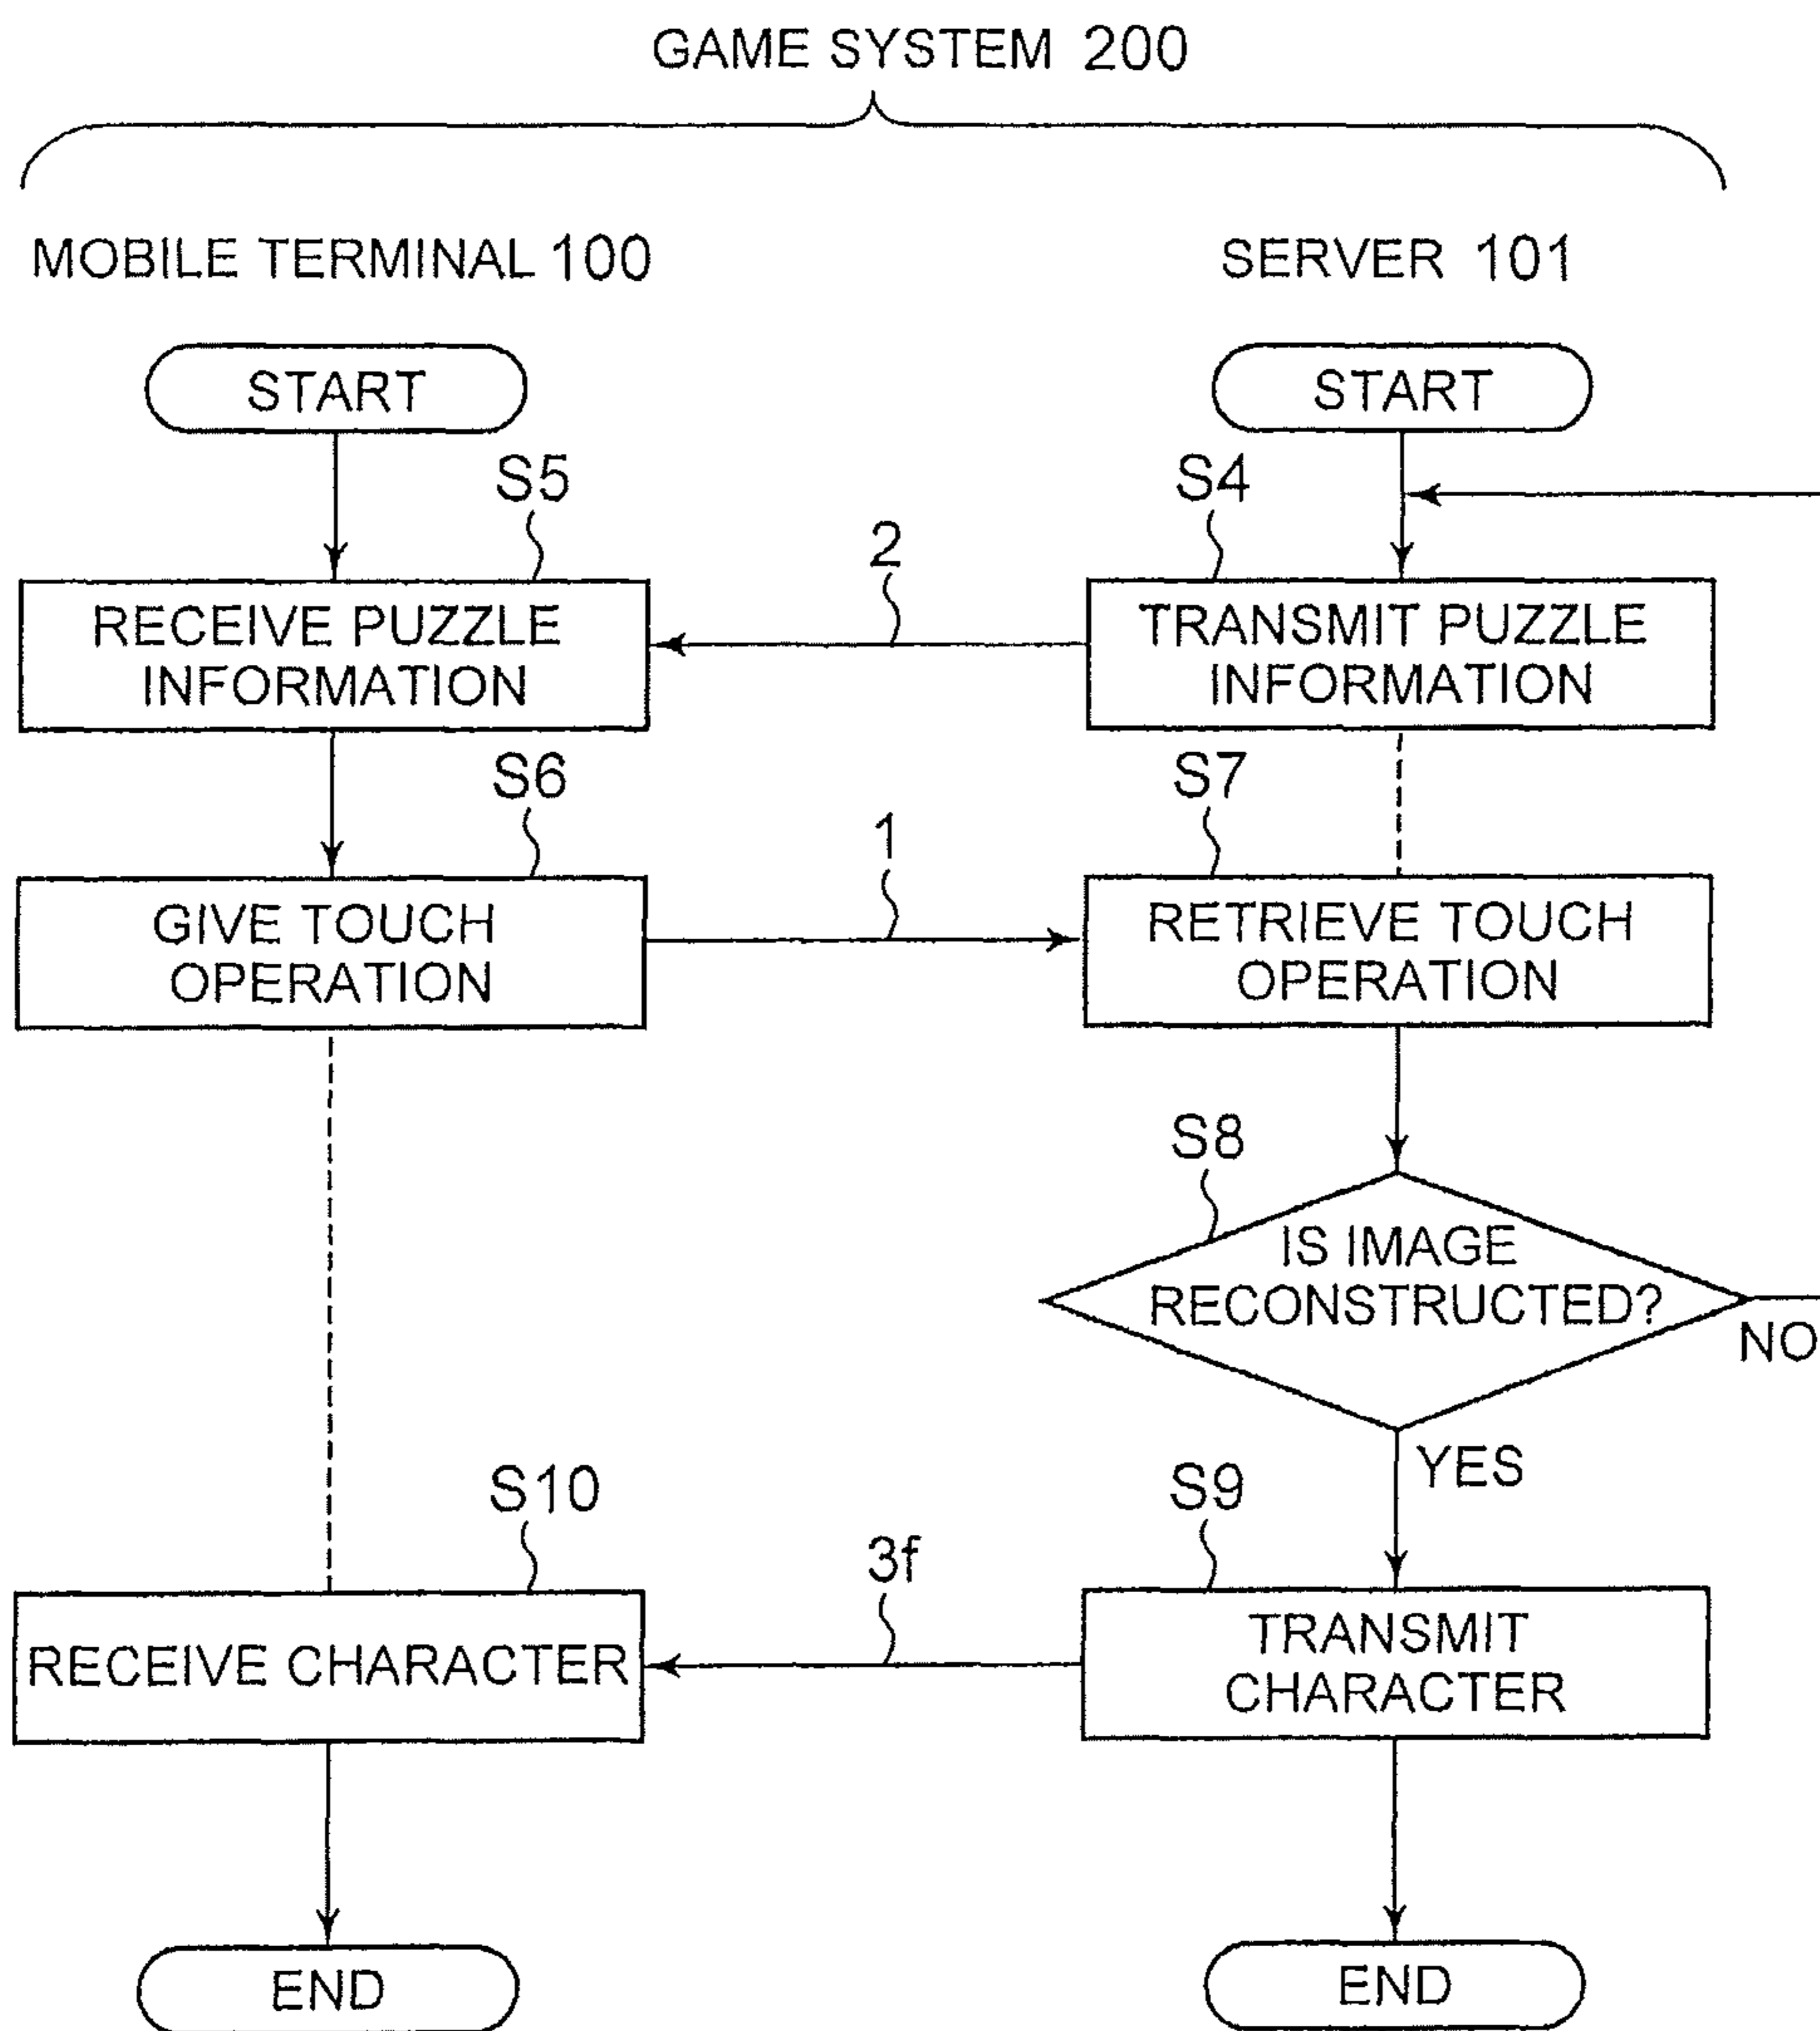 GAME SYSTEM 200
MOBILE TERMINAL 100
SERVER 101
START
START
S5
S4
2
RECEIVE PUZZLE
INFORMATION
TRANSMIT PUZZLE
INFORMATION
S6
S7
1
GIVE TOUCH
OPERATION
RETRIEVE TOUCH
OPERATION
S8
IS IMAGE
RECONSTRUCTED?
NO
YES
S10
S9
3f
RECEIVE CHARACTER
TRANSMIT
CHARACTER
END
END